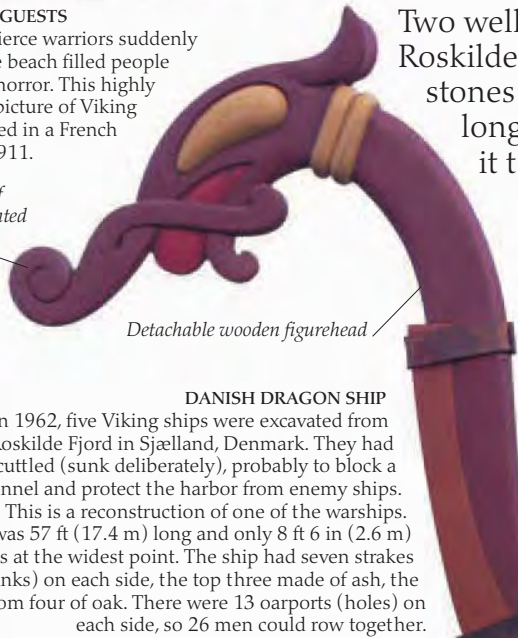 GUESTS
ierce warriors suddenly
e beach filled people
horror. This highly
picture of Viking
ed in a French
911.
f
nted
Two well
Roskilde
stones
long
it t
Detachable wooden figurehead
DANISH DRAGON SHIP
n 1962, five Viking ships were excavated from
Roskilde Fjord in Sjælland, Denmark. They had
cuttled (sunk deliberately), probably to block a
nnel and protect the harbor from enemy ships.
This is a reconstruction of one of the warships.
was 57 ft (17.4 m) long and only 8 ft 6 in (2.6 m)
s at the widest point. The ship had seven strakes
nks) on each side, the top three made of ash, the
om four of oak. There were 13 oarports (holes) on
each side, so 26 men could row together.